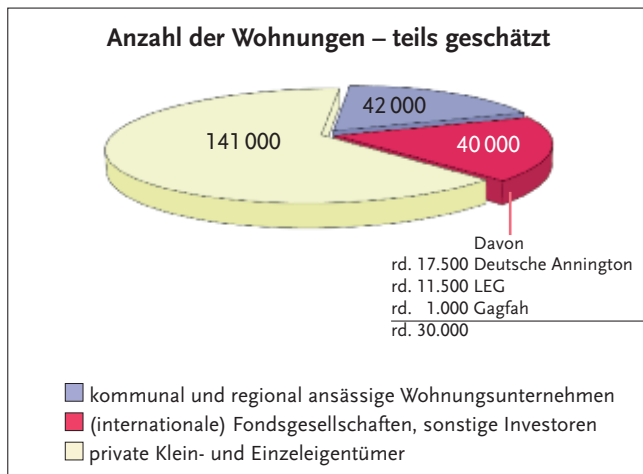 Anzahl der Wohnungen – teils geschätzt
42 000
141 000
40 000
Davon
rd. 17.500 Deutsche Annington
rd. 11.500 LEG
rd. 1.000 Gagfah
rd. 30.000
kommunal und regional ansässige Wohnungsunternehmen
(internationale) Fondsgesellschaften, sonstige Investoren
private Klein- und Einzeleigentümer